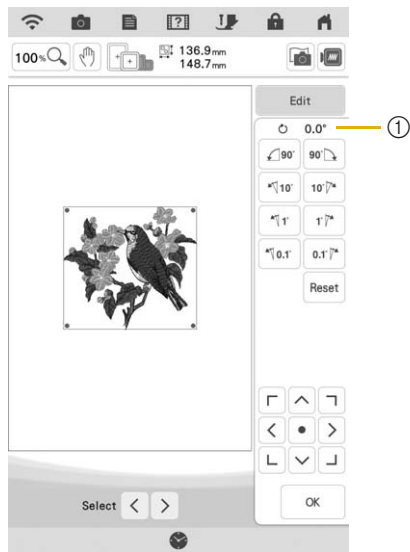 100% 136.9mm
148.7mm
Edit
0.0° ①
90° 90°
10° 10°
1° 1°
0.1° 0.1°
Reset
Select
OK